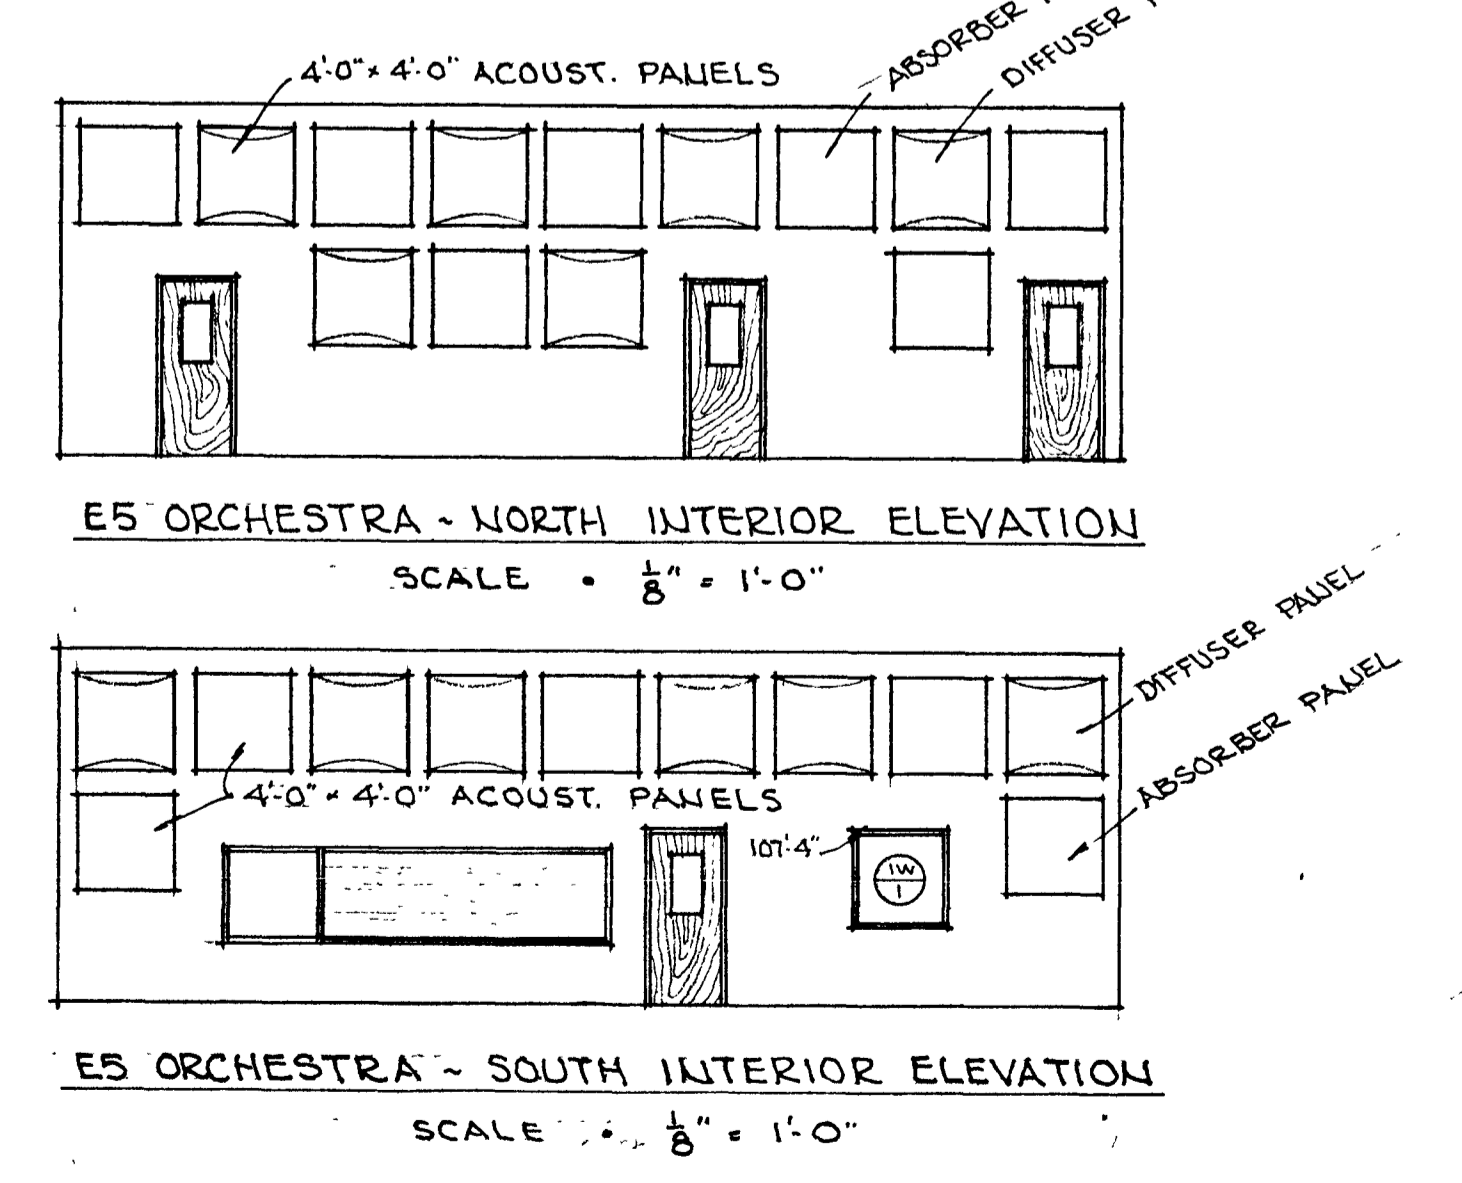 4'-0" x 4'-0" ACOUST. PANELS
ABSORBER
DIFFUSER
E5 ORCHESTRA ~ NORTH INTERIOR ELEVATION
SCALE • 1/8" = 1'-0"
DIFFUSER PANEL
ABSORBER PANEL
4'-0" x 4'-0" ACOUST. PANELS
107'-4"
1W
1
E5 ORCHESTRA ~ SOUTH INTERIOR ELEVATION
SCALE • 1/8" = 1'-0"